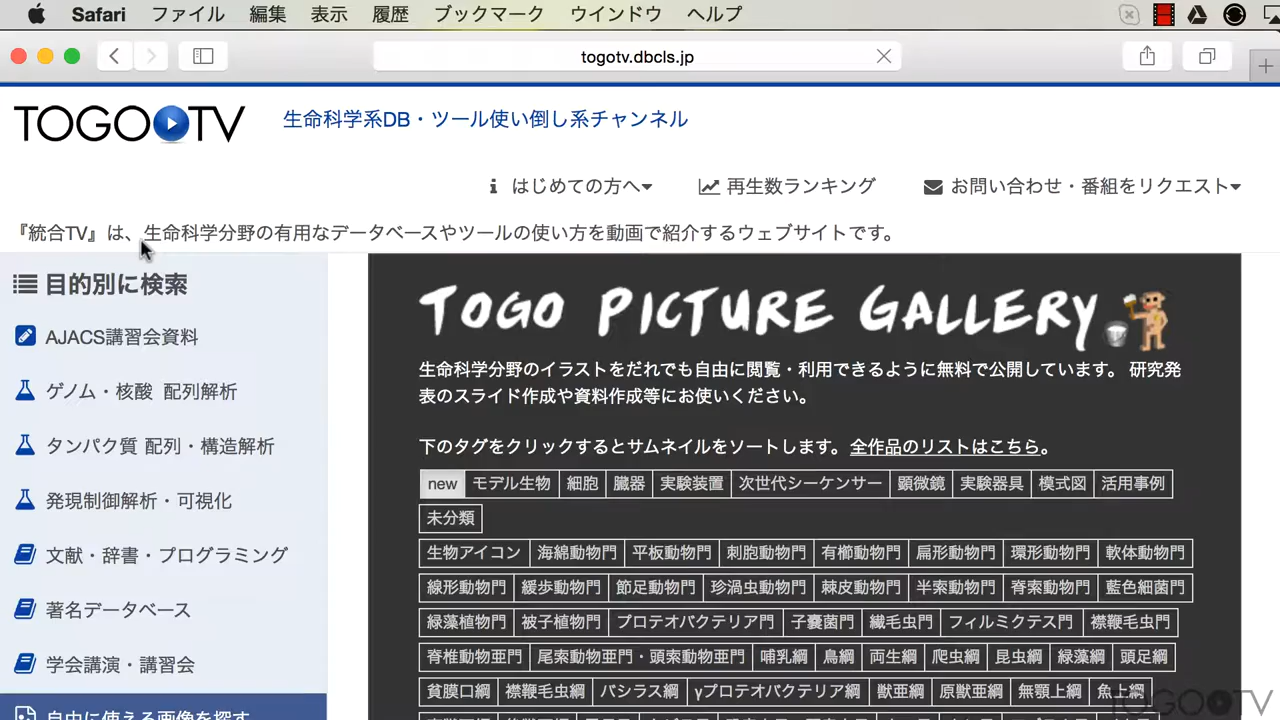 Safari ファイル 編集 表示 履歴 ブックマーク ウインドウ ヘルプ
togotv.dbcls.jp
TOGO TV 生命科学系DB・ツール使い倒し系チャンネル
はじめての方へ 再生数ランキング お問い合わせ・番組をリクエスト
『統合TV』は、生命科学分野の有用なデータベースやツールの使い方を動画で紹介するウェブサイトです。
目的別に検索
AJACS講習会資料
ゲノム・核酸 配列解析
タンパク質 配列・構造解析
発現制御解析・可視化
文献・辞書・プログラミング
著名データベース
学会講演・講習会
自由に使える画像を探す
TOGO PICTURE GALLERY
生命科学分野のイラストをだれでも自由に閲覧・利用できるように無料で公開しています。 研究発
表のスライド作成や資料作成等にお使いください。
下のタグをクリックするとサムネイルをソートします。全作品のリストはこちら。
new モデル生物 細胞 臓器 実験装置 次世代シーケンサー 顕微鏡 実験器具 模式図 活用事例
未分類
生物アイコン 海綿動物門 平板動物門 刺胞動物門 有櫛動物門 扁形動物門 環形動物門 軟体動物門
線形動物門 緩歩動物門 節足動物門 珍渦虫動物門 棘皮動物門 半索動物門 脊索動物門 藍色細菌門
緑藻植物門 被子植物門 プロテオバクテリア門 子嚢菌門 繊毛虫門 フィルミクテス門 襟鞭毛虫門
脊椎動物亜門 尾索動物亜門・頭索動物亜門 哺乳綱 鳥綱 両生綱 爬虫綱 昆虫綱 緑藻綱 頭足綱
貧膜口綱 襟鞭毛虫綱 バシラス綱 γプロテオバクテリア綱 獣亜綱 原獣亜綱 無顎上綱 魚上綱
TOGO TV